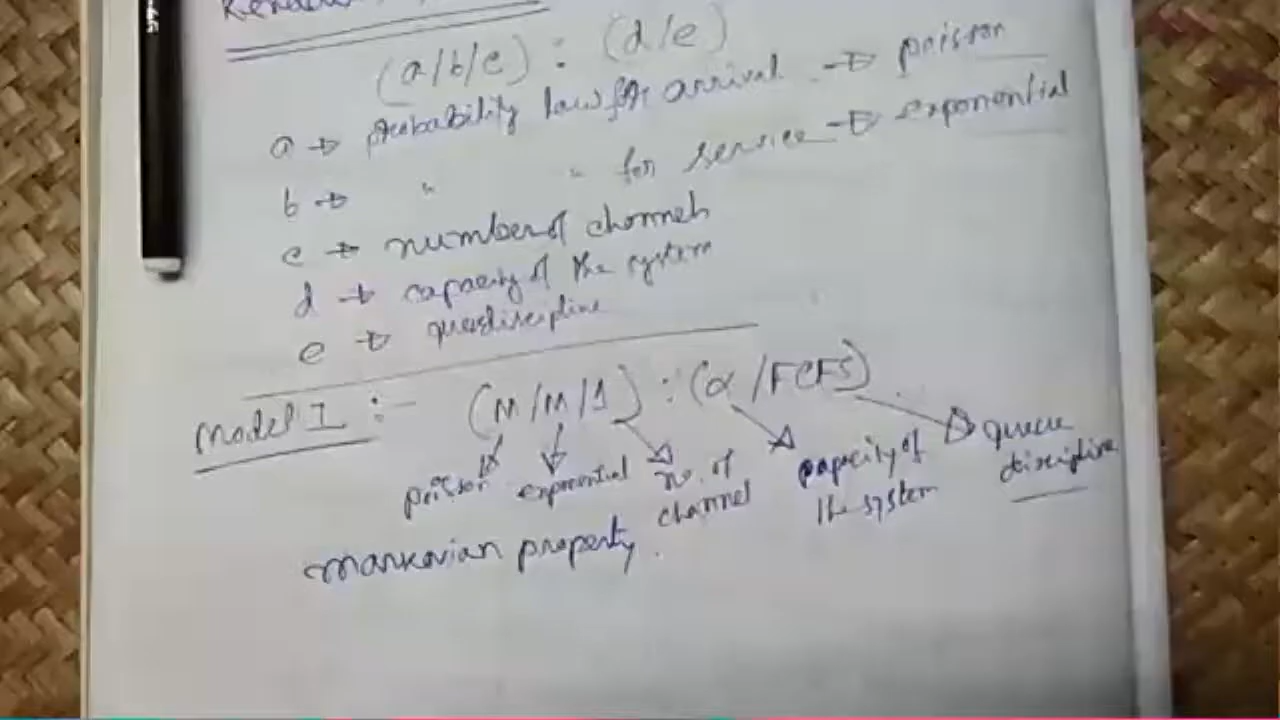 (a/b/c) : (d/e)
a → probability law for arrival → poisson
b → " " for service → exponential
c → number of channels
d → capacity of the system
e → discipline
Model I :- (M/M/1) : (α/FCFS)
poisson exponential no. of channel capacity of the system queue discipline
markovian property.